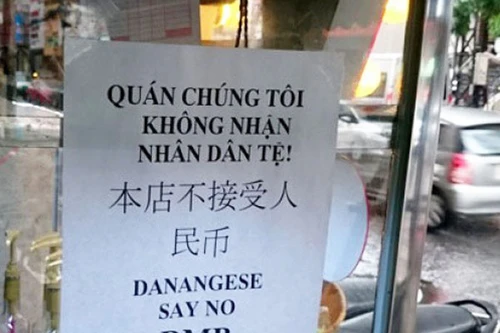 QUÁN CHÚNG TÔI
KHÔNG NHẬN
NHÂN DÂN TỆ!
本店不接受人
民币
DANANGESE
SAY NO
RMB